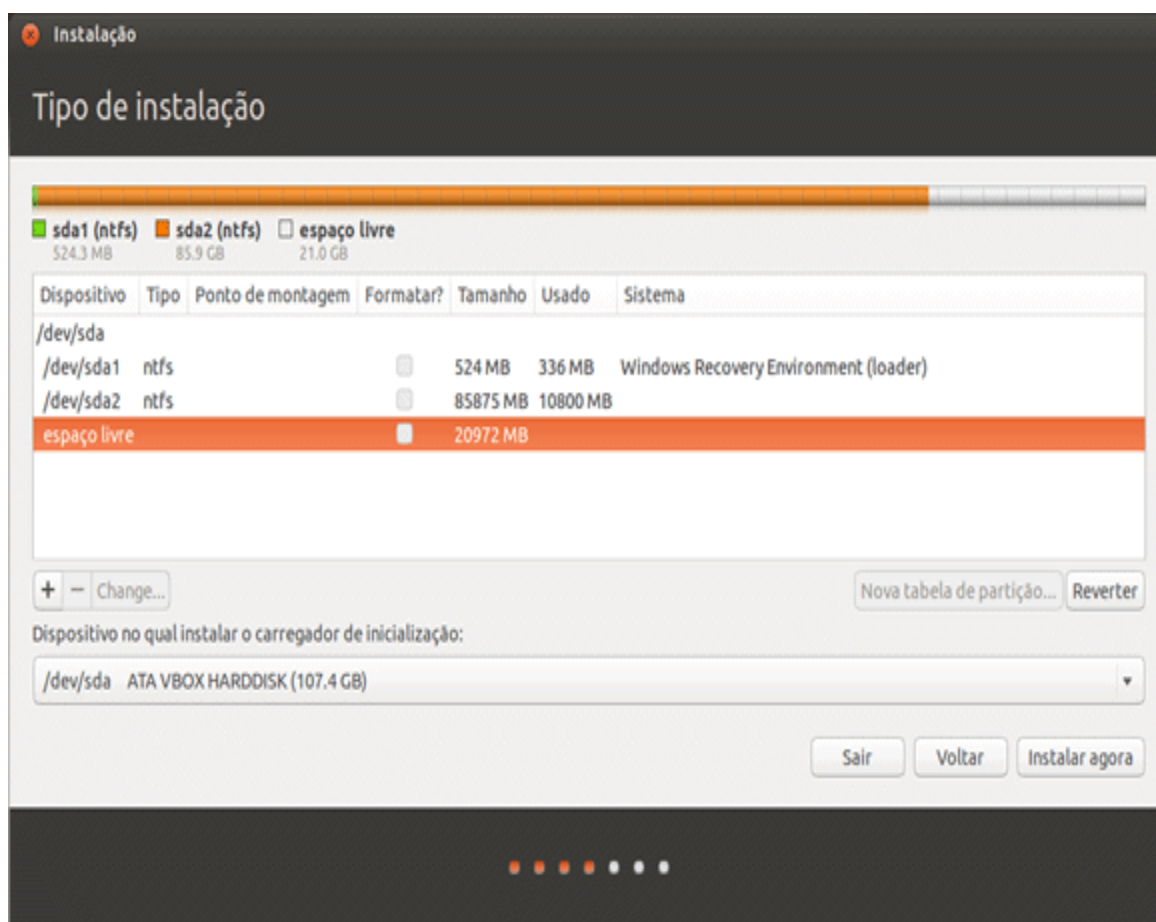 Instalação
Tipo de instalação
sda1 (ntfs) sda2 (ntfs) espaço livre
524.3 MB 85.9 GB 21.0 GB
Dispositivo Tipo Ponto de montagem Formatar? Tamanho Usado Sistema
/dev/sda
/dev/sda1 ntfs 524 MB 336 MB Windows Recovery Environment (loader)
/dev/sda2 ntfs 85875 MB 10800 MB
espaço livre 20972 MB
+ − Change... Nova tabela de partição... Reverter
Dispositivo no qual instalar o carregador de inicialização:
/dev/sda ATA VBOX HARDDISK (107.4 GB)
Sair Voltar Instalar agora